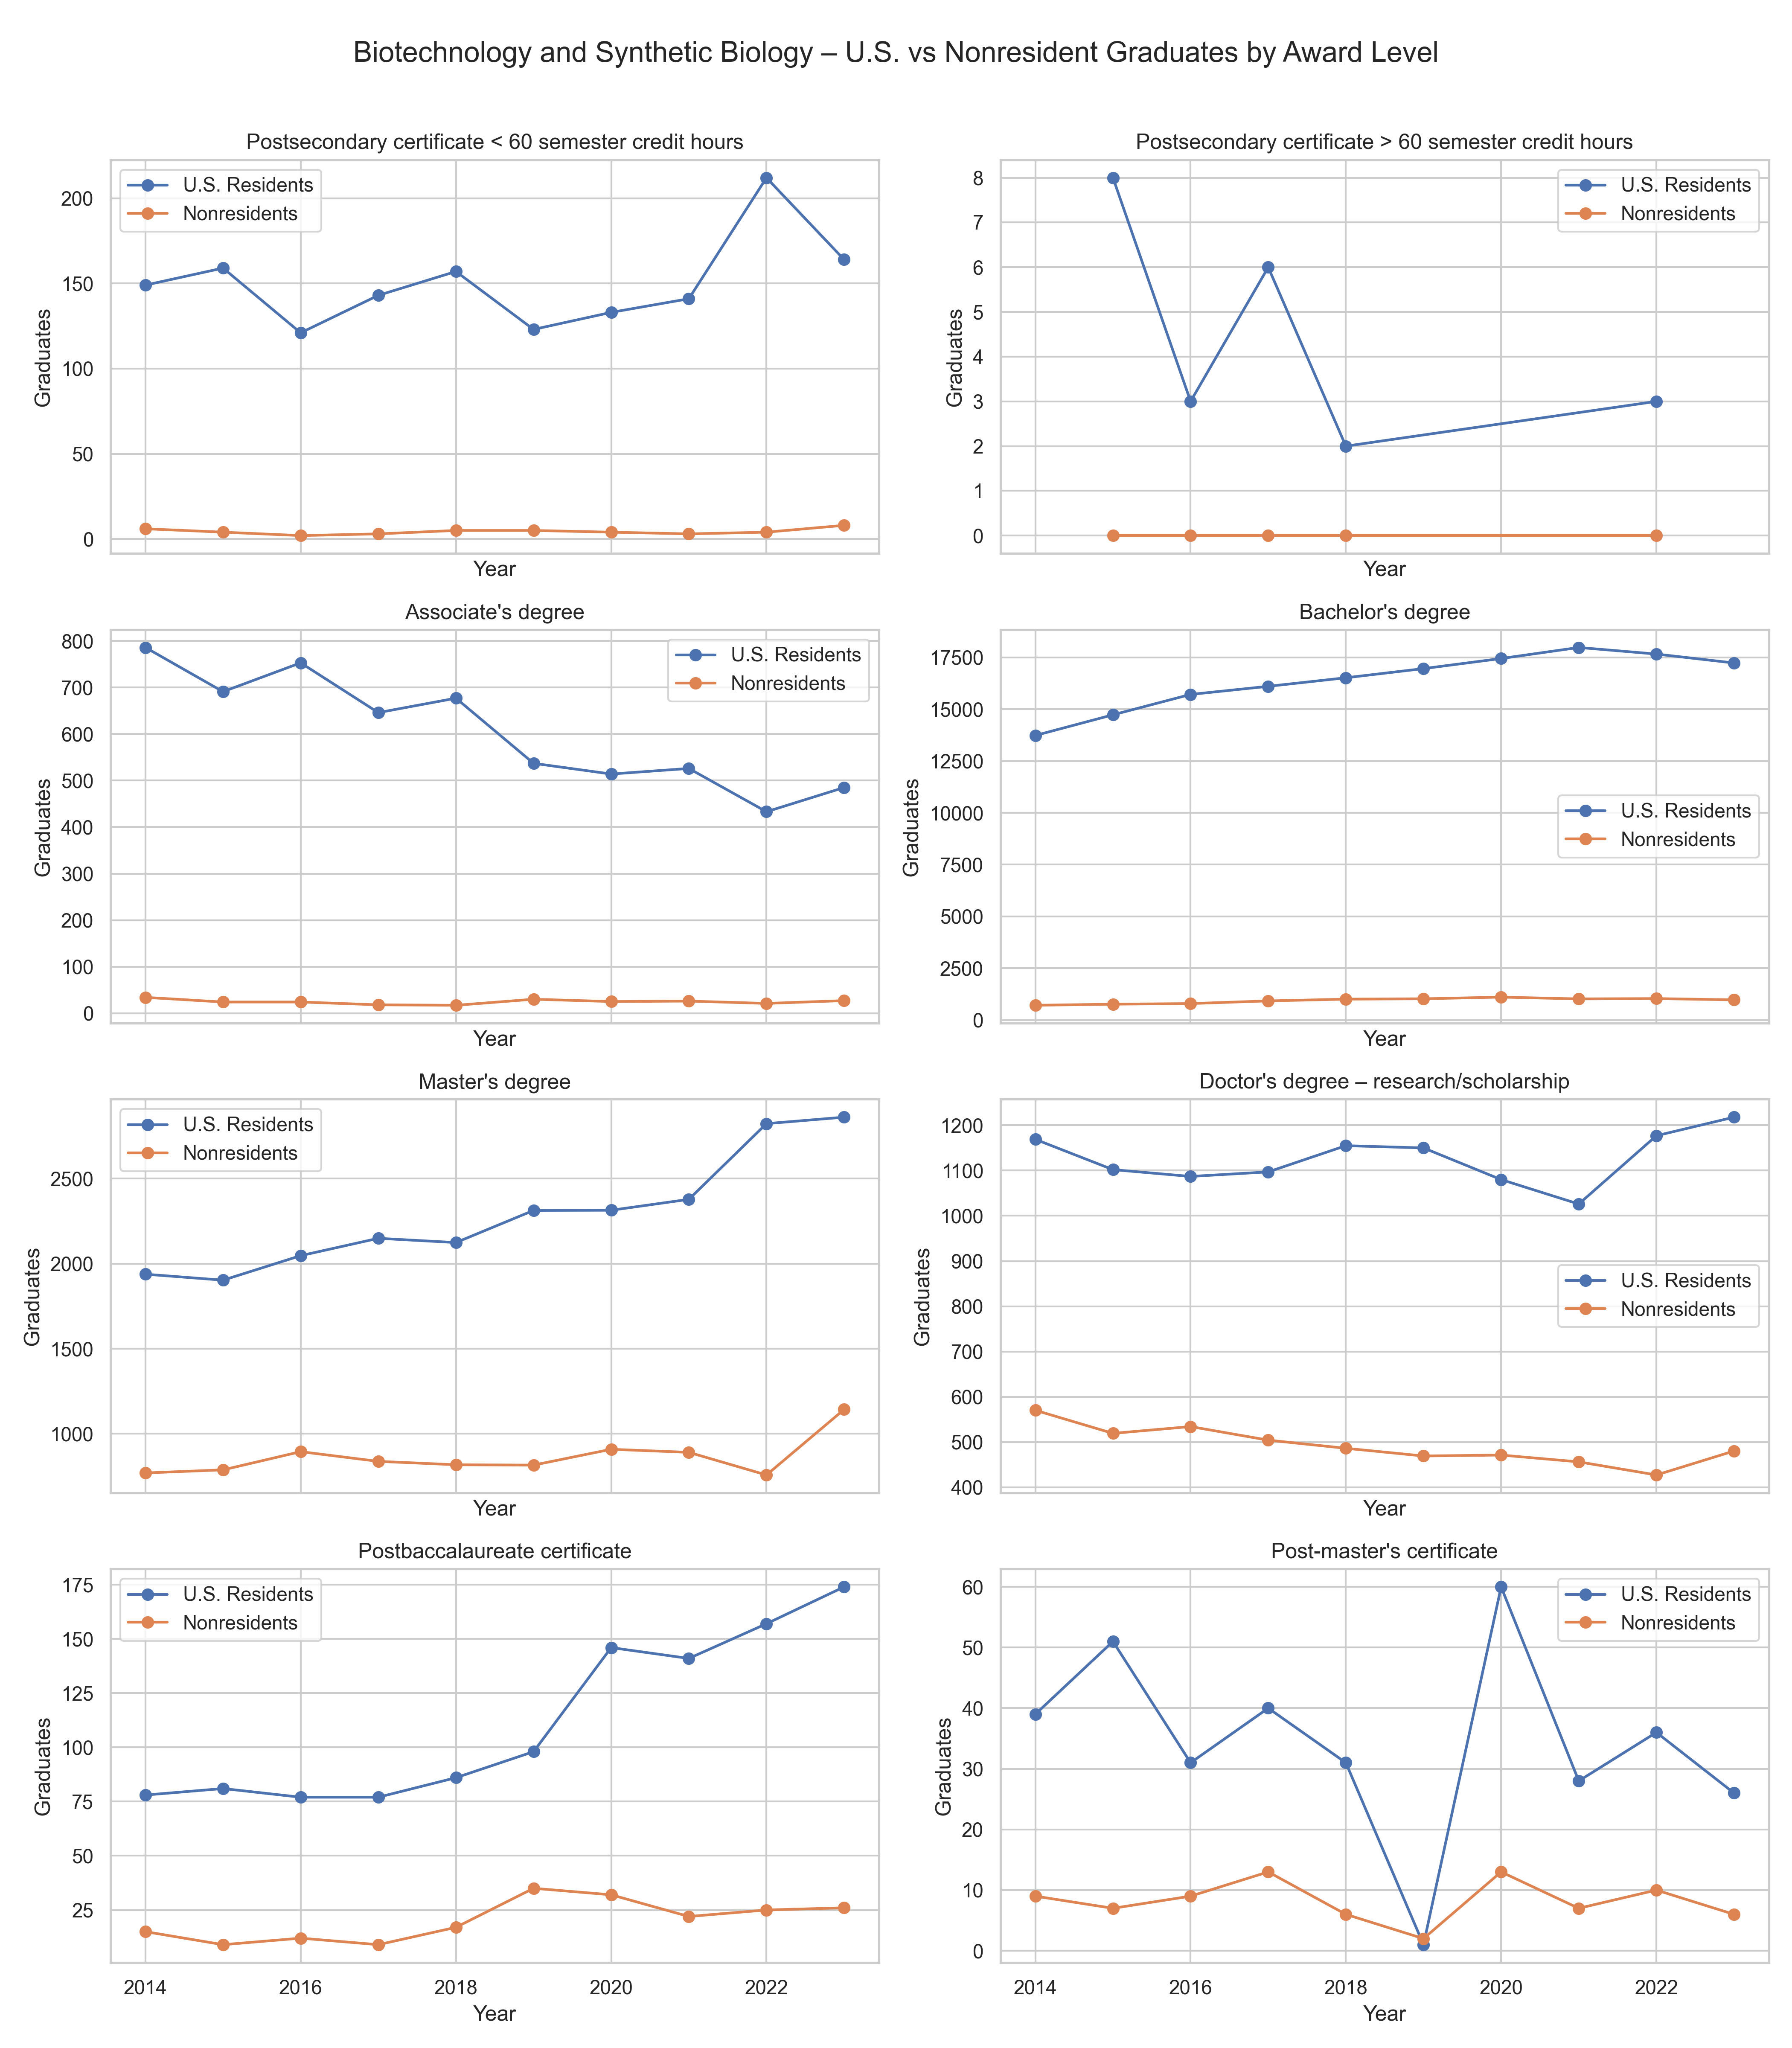 Biotechnology and Synthetic Biology – U.S. vs Nonresident Graduates by Award Level
Postsecondary certificate < 60 semester credit hours
U.S. Residents
Nonresidents
200
150
100
50
0
Graduates
Year
Postsecondary certificate > 60 semester credit hours
U.S. Residents
Nonresidents
8
7
6
5
4
3
2
1
0
Graduates
Year
Associate's degree
U.S. Residents
Nonresidents
800
700
600
500
400
300
200
100
0
Graduates
Year
Bachelor's degree
U.S. Residents
Nonresidents
17500
15000
12500
10000
7500
5000
2500
0
Graduates
Year
Master's degree
U.S. Residents
Nonresidents
2500
2000
1500
1000
Graduates
Year
Doctor's degree – research/scholarship
U.S. Residents
Nonresidents
1200
1100
1000
900
800
700
600
500
400
Graduates
Year
Postbaccalaureate certificate
U.S. Residents
Nonresidents
175
150
125
100
75
50
25
Graduates
2014 2016 2018 2020 2022
Year
Post-master's certificate
U.S. Residents
Nonresidents
60
50
40
30
20
10
0
Graduates
2014 2016 2018 2020 2022
Year